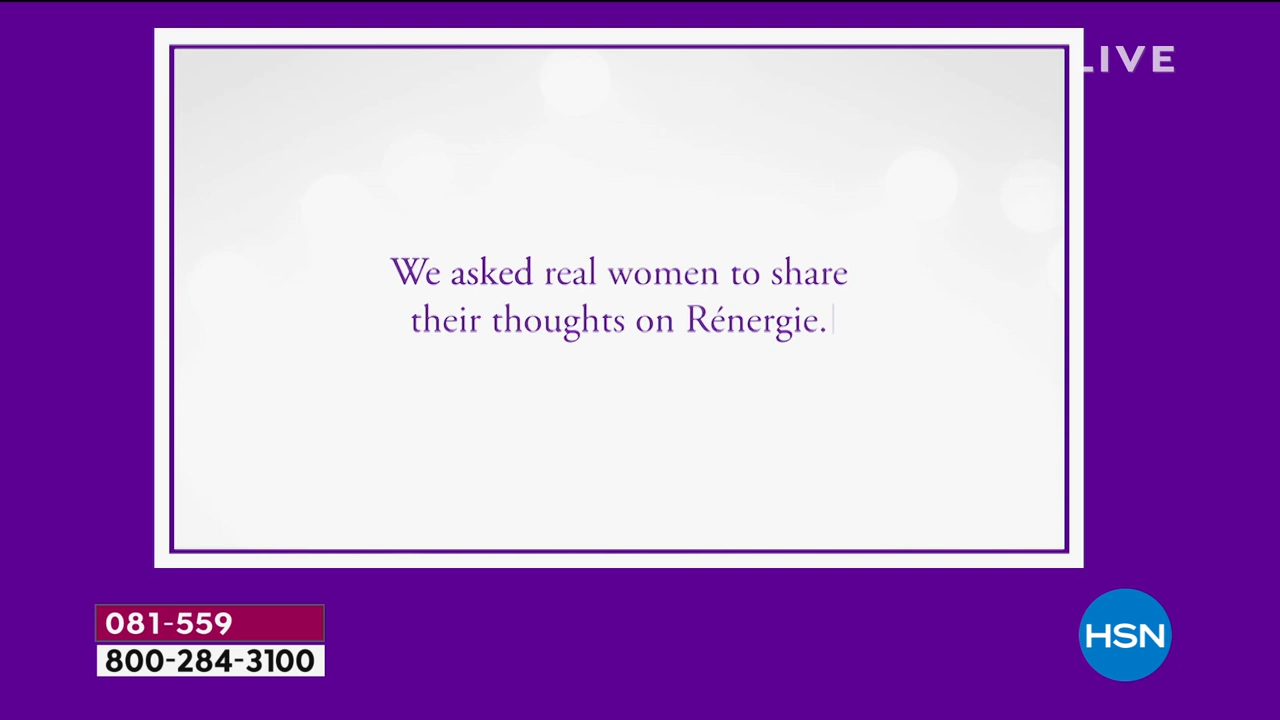 LIVE
We asked real women to share
their thoughts on Rénergie.
081-559
800-284-3100
HSN